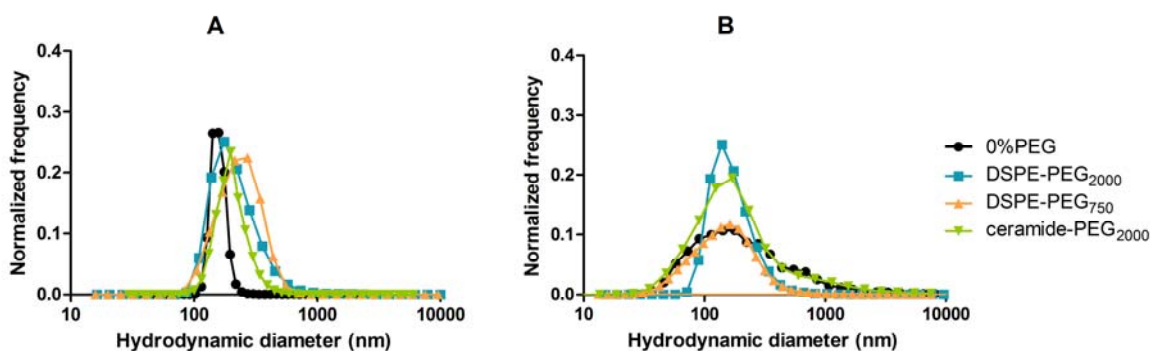 A
Normalized frequency
0.4
0.3
0.2
0.1
0.0
10
100
1000
10000
Hydrodynamic diameter (nm)
B
Normalized frequency
0.4
0.3
0.2
0.1
0.0
10
100
1000
10000
Hydrodynamic diameter (nm)
0%PEG
DSPE-PEG₂₀₀₀
DSPE-PEG₇₅₀
ceramide-PEG₂₀₀₀